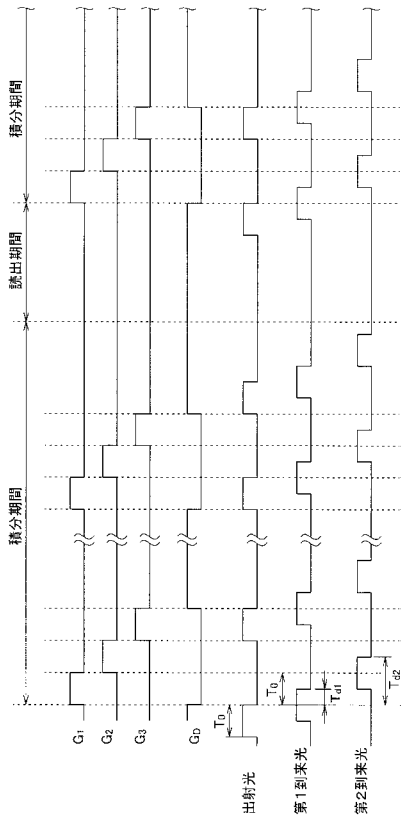 積分期間
読出期間
積分期間
G1
G2
G3
GD
出射光
T0
第1到来光
T0
Td1
第2到来光
Td2